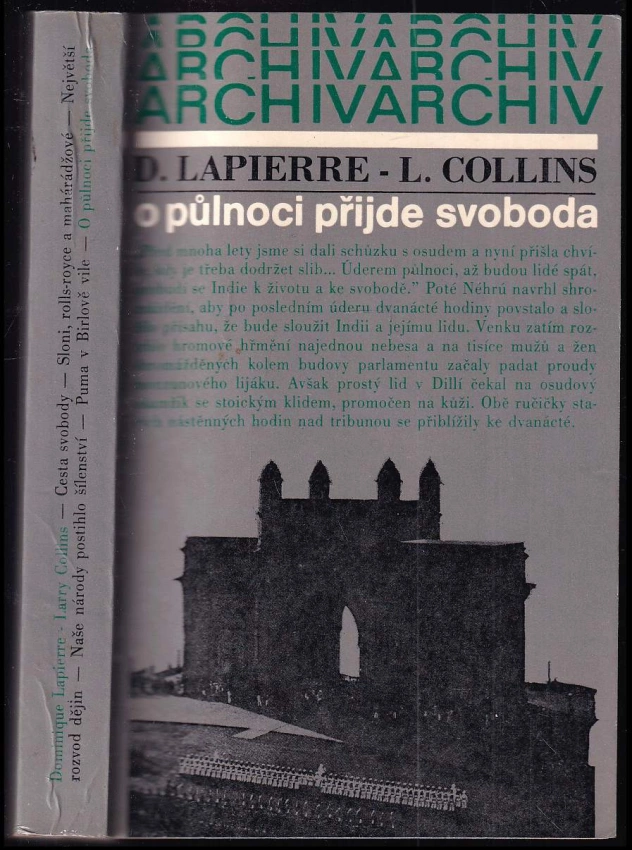 ARCHIVARCHIV
ARCHIVARCHIV
ARCHIVARCHIV
D. LAPIERRE - L. COLLINS
o půlnoci přijde svoboda
mnoha lety jsme si dali schůzku s osudem a nyní přišla chví-
je třeba dodržet slib... Úderem půlnoci, až budou lidé spát,
se Indie k životu a ke svobodě." Poté Néhrú navrhl shro-
aby po posledním úderu dvanácté hodiny povstalo a slo-
přísahu, že bude sloužit Indii a jejímu lidu. Venku zatím roz-
hromové hřmění najednou nebesa a na tisíce mužů a žen
kolem budovy parlamentu začaly padat proudy
monzunového lijáku. Avšak prostý lid v Dillí čekal na osudový
okamžik se stoickým klidem, promočen na kůži. Obě ručičky sta-
nástěnných hodin nad tribunou se přiblížily ke dvanácté.
Dominique Lapierre - Larry Collins — Cesta svobody — Sloni, rolls-royce a mahárádžové — Největší
rozvod dějin — Naše národy postihlo šílenství — Puma v Birlově vile — O půlnoci přijde svoboda